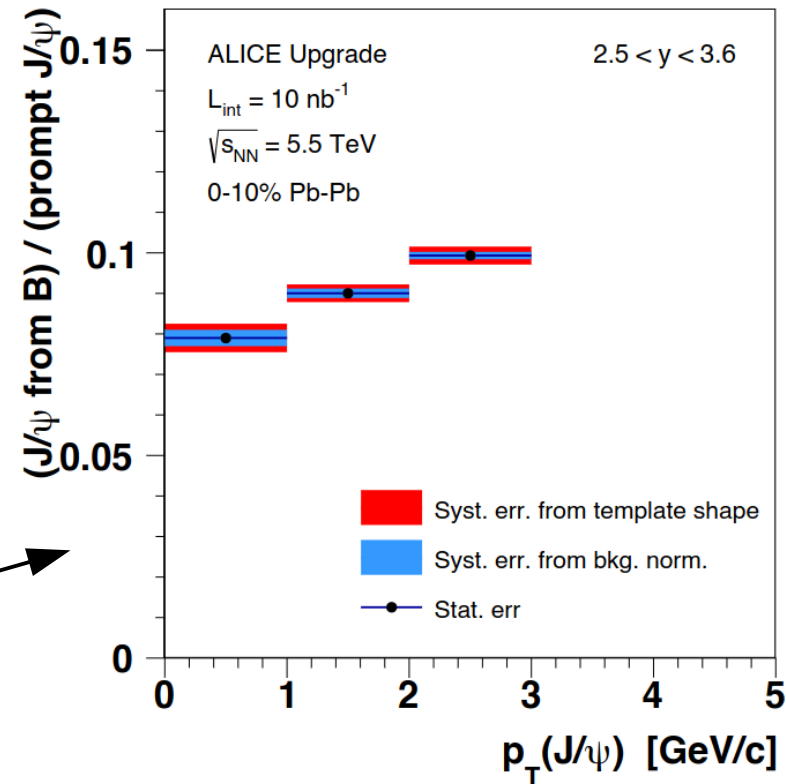 (J/ψ from B) / (prompt J/ψ)
0.15
0.1
0.05
0
ALICE Upgrade
2.5 < y < 3.6
L_int = 10 nb⁻¹
√s_NN = 5.5 TeV
0-10% Pb-Pb
Syst. err. from template shape
Syst. err. from bkg. norm.
Stat. err
0 1 2 3 4 5
p_T(J/ψ) [GeV/c]